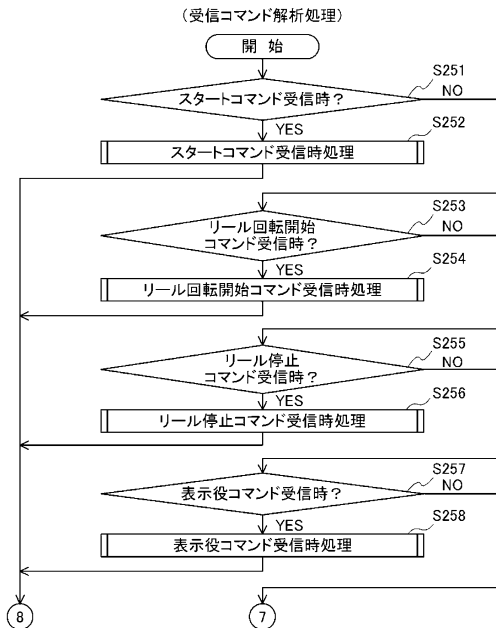 (受信コマンド解析処理)
開始
S251
スタートコマンド受信時?
NO
YES
S252
スタートコマンド受信時処理
S253
リール回転開始
コマンド受信時?
NO
YES
S254
リール回転開始コマンド受信時処理
S255
リール停止
コマンド受信時?
NO
YES
S256
リール停止コマンド受信時処理
S257
表示役コマンド受信時?
NO
YES
S258
表示役コマンド受信時処理
8
7